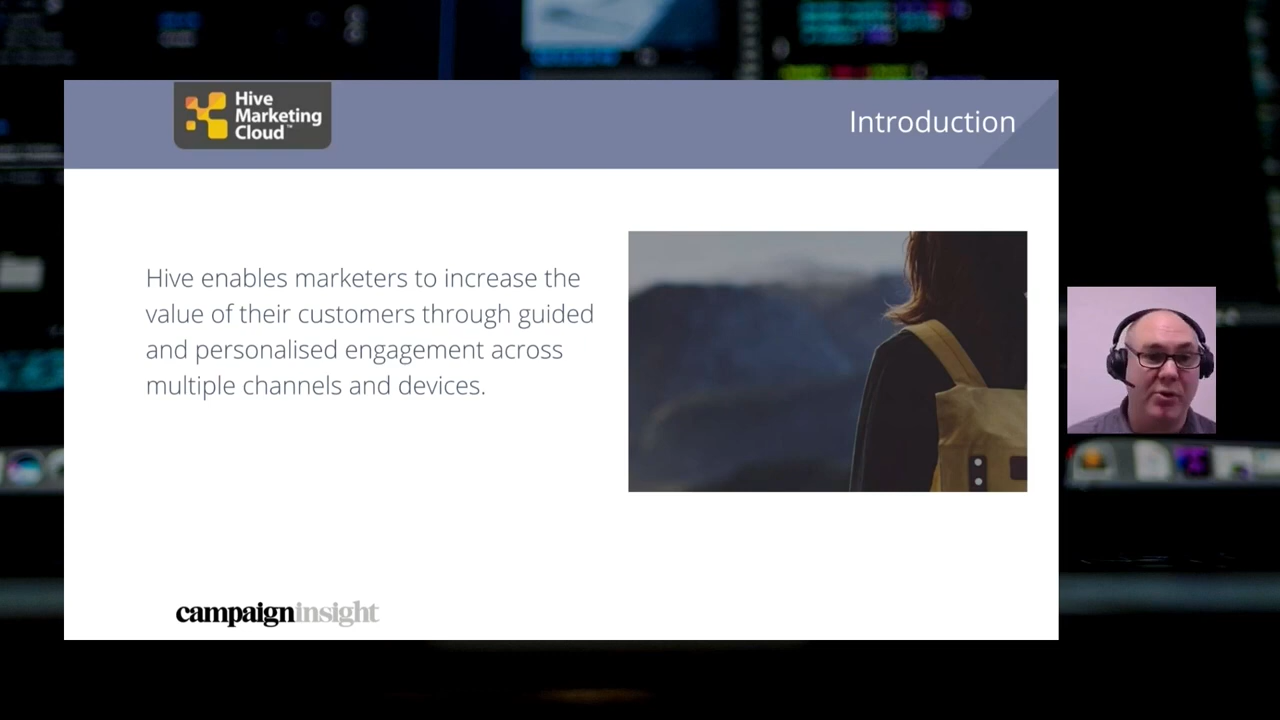 Hive
Marketing
Cloud™
Introduction
Hive enables marketers to increase the
value of their customers through guided
and personalised engagement across
multiple channels and devices.
campaigninsight